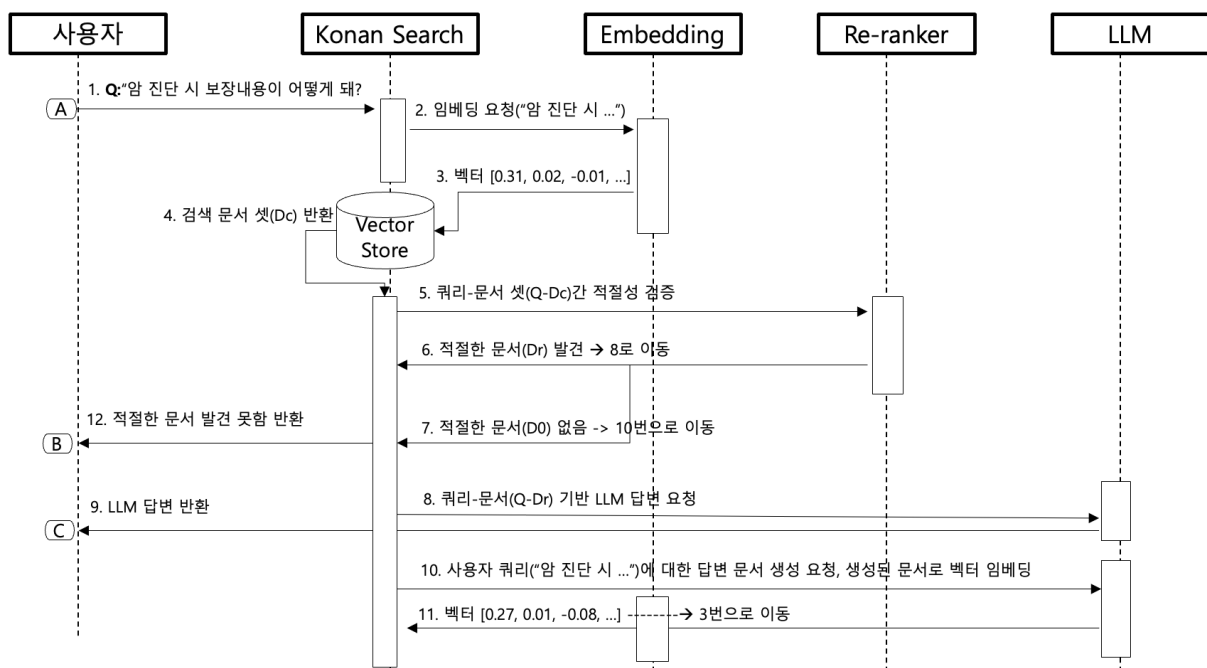 사용자
Konan Search
Embedding
Re-ranker
LLM
1. Q:“암 진단 시 보장내용이 어떻게 돼?
A
2. 임베딩 요청(“암 진단 시 ...”)
3. 벡터 [0.31, 0.02, -0.01, ...]
4. 검색 문서 셋(Dc) 반환
Vector
Store
5. 쿼리-문서 셋(Q-Dc)간 적절성 검증
6. 적절한 문서(Dr) 발견 → 8로 이동
12. 적절한 문서 발견 못함 반환
7. 적절한 문서(D0) 없음 -> 10번으로 이동
B
8. 쿼리-문서(Q-Dr) 기반 LLM 답변 요청
9. LLM 답변 반환
C
10. 사용자 쿼리(“암 진단 시 ...”)에 대한 답변 문서 생성 요청, 생성된 문서로 벡터 임베딩
11. 벡터 [0.27, 0.01, -0.08, ...] --------→ 3번으로 이동